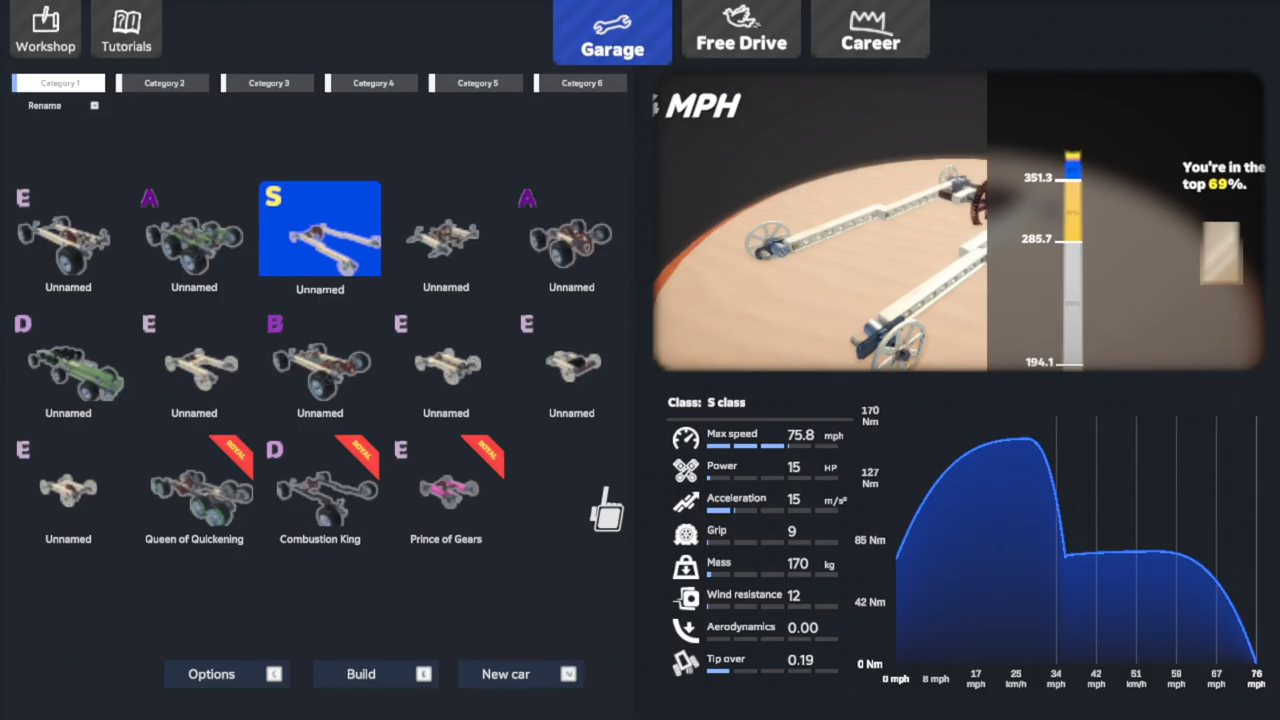 Workshop
Tutorials
Garage
Free Drive
Career
Category 1
Category 2
Category 3
Category 4
Category 5
Category 6
Rename
E
A
S
A
Unnamed
Unnamed
Unnamed
Unnamed
Unnamed
D
E
B
E
E
Unnamed
Unnamed
Unnamed
Unnamed
Unnamed
E
ROYAL
D
ROYAL
E
ROYAL
Unnamed
Queen of Quickening
Combustion King
Prince of Gears
Options
Build
New car
MPH
351.3
285.7
194.1
You're in the
top 69%.
Class: S class
Max speed 75.8 mph
Power 15 HP
Acceleration 15 m/s²
Grip 9
Mass 170 kg
Wind resistance 12
Aerodynamics 0.00
Tip over 0.19
170
Nm
127
Nm
85 Nm
42 Nm
0 Nm
0 mph
8 mph
17
mph
25
km/h
34
mph
42
mph
51
km/h
59
mph
67
mph
76
mph